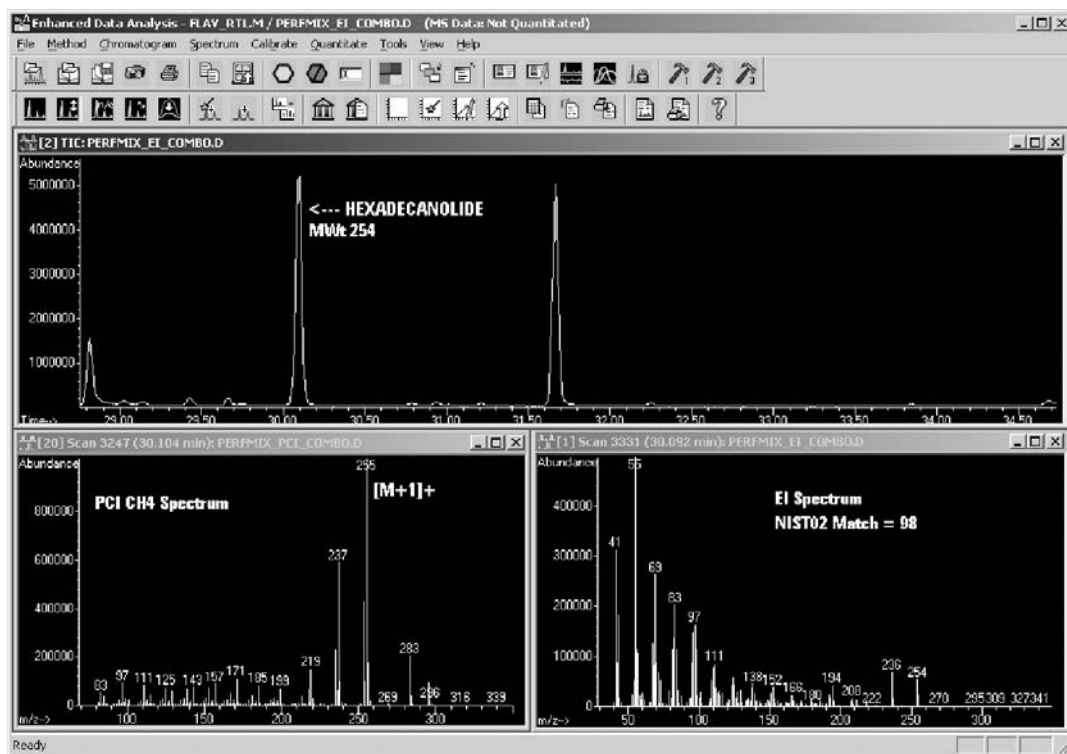 Enhanced Data Analysis - FLAV_RTL.M / PERFMIX_EI_COMBO.D (MS Data: Not Quantitated)
File Method Chromatogram Spectrum Calibrate Quantitate Tools View Help
[2] TIC: PERFMIX_EI_COMBO.D
Abundance
5000000
<--- HEXADECANOLIDE
4000000
MWt 254
3000000
2000000
1000000
Time--> 29.00 29.50 30.00 30.50 31.00 31.50 32.00 32.50 33.00 33.50 34.00 34.50
[20] Scan 3247 (30.104 min): PERFMIX_PCI_COMBO.D
Abundance
255
PCI CH4 Spectrum
[M+1]+
800000
237
600000
400000
283
200000
219
83 97 111 125 143 157 171 185 199
269 296 316 339
0
m/z--> 100 150 200 250 300
[1] Scan 3331 (30.092 min): PERFMIX_EI_COMBO.D
Abundance
55
EI Spectrum
NIST02 Match = 98
400000
41
300000
69
83
200000
97
111
100000
138 152 166 180 194 208 222 236 254 270 295 309 327 341
0
m/z--> 50 100 150 200 250 300
Ready